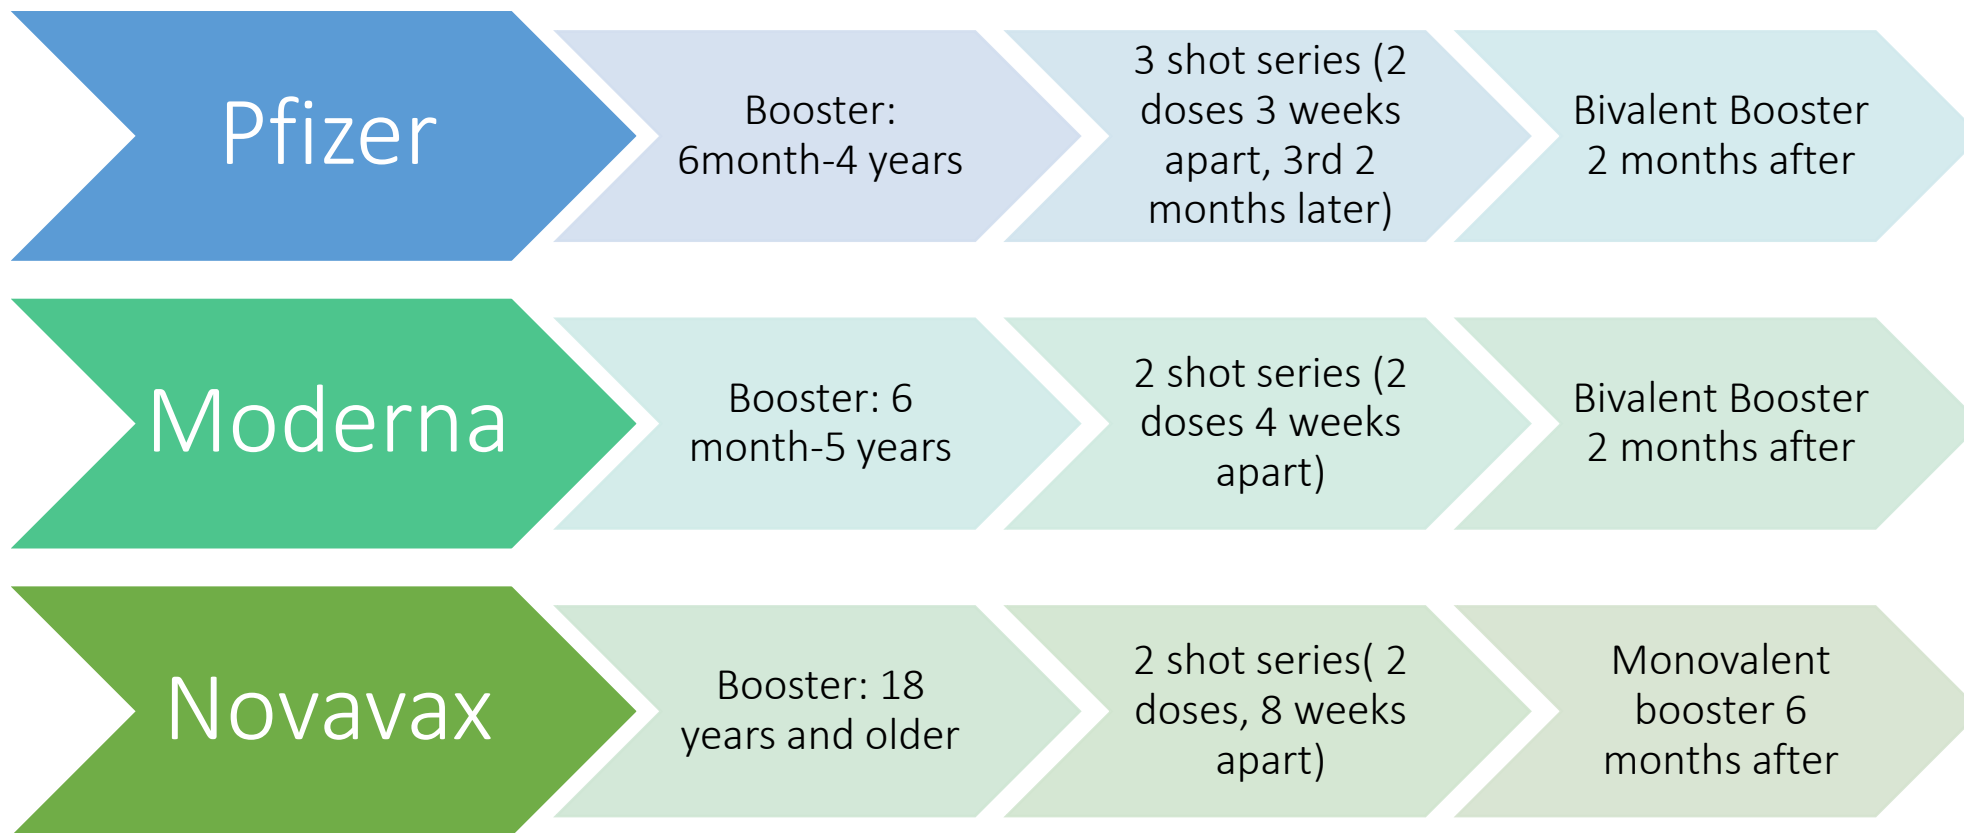 Pfizer
Booster:
6month-4 years
3 shot series (2
doses 3 weeks
apart, 3rd 2
months later)
Bivalent Booster
2 months after
Moderna
Booster: 6
month-5 years
2 shot series (2
doses 4 weeks
apart)
Bivalent Booster
2 months after
Novavax
Booster: 18
years and older
2 shot series( 2
doses, 8 weeks
apart)
Monovalent
booster 6
months after